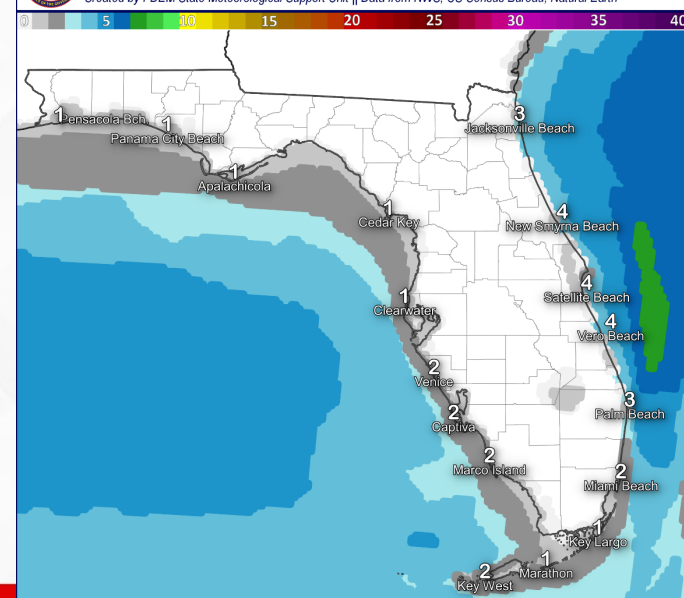 Created by FDEM State Meteorological Support Unit || Data from NWS, US Census Bureau, Natural Earth
0 5 10 15 20 25 30 35 40
3
Jacksonville Beach
1
Pensacola Bch
1
Panama City Beach
1
Apalachicola
1
Cedar Key
4
New Smyrna Beach
4
Satellite Beach
1
Clearwater
4
Vero Beach
2
Venice
3
Palm Beach
2
Captiva
2
Marco Island
2
Miami Beach
1
Key Largo
1
Marathon
2
Key West